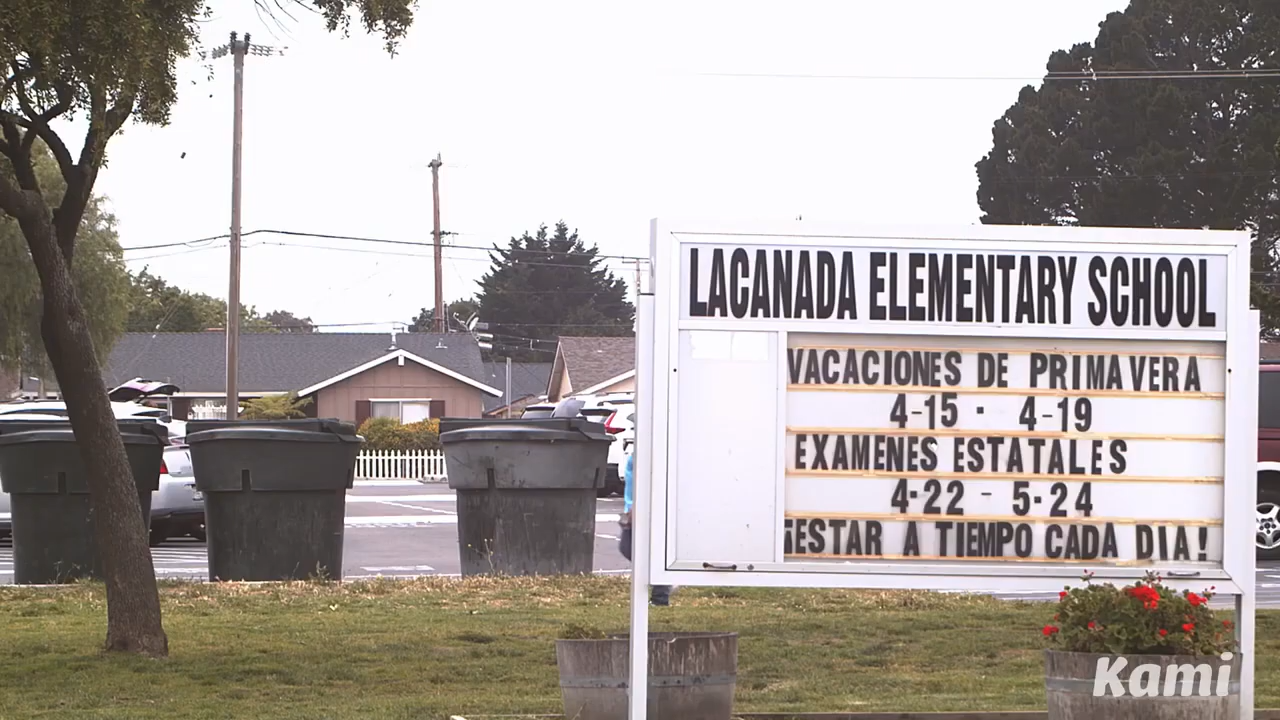 LACANADA ELEMENTARY SCHOOL
VACACIONES DE PRIMAVERA
4-15 · 4-19
EXAMENES ESTATALES
4·22 - 5·24
¡ESTAR A TIEMPO CADA DIA!
Kami